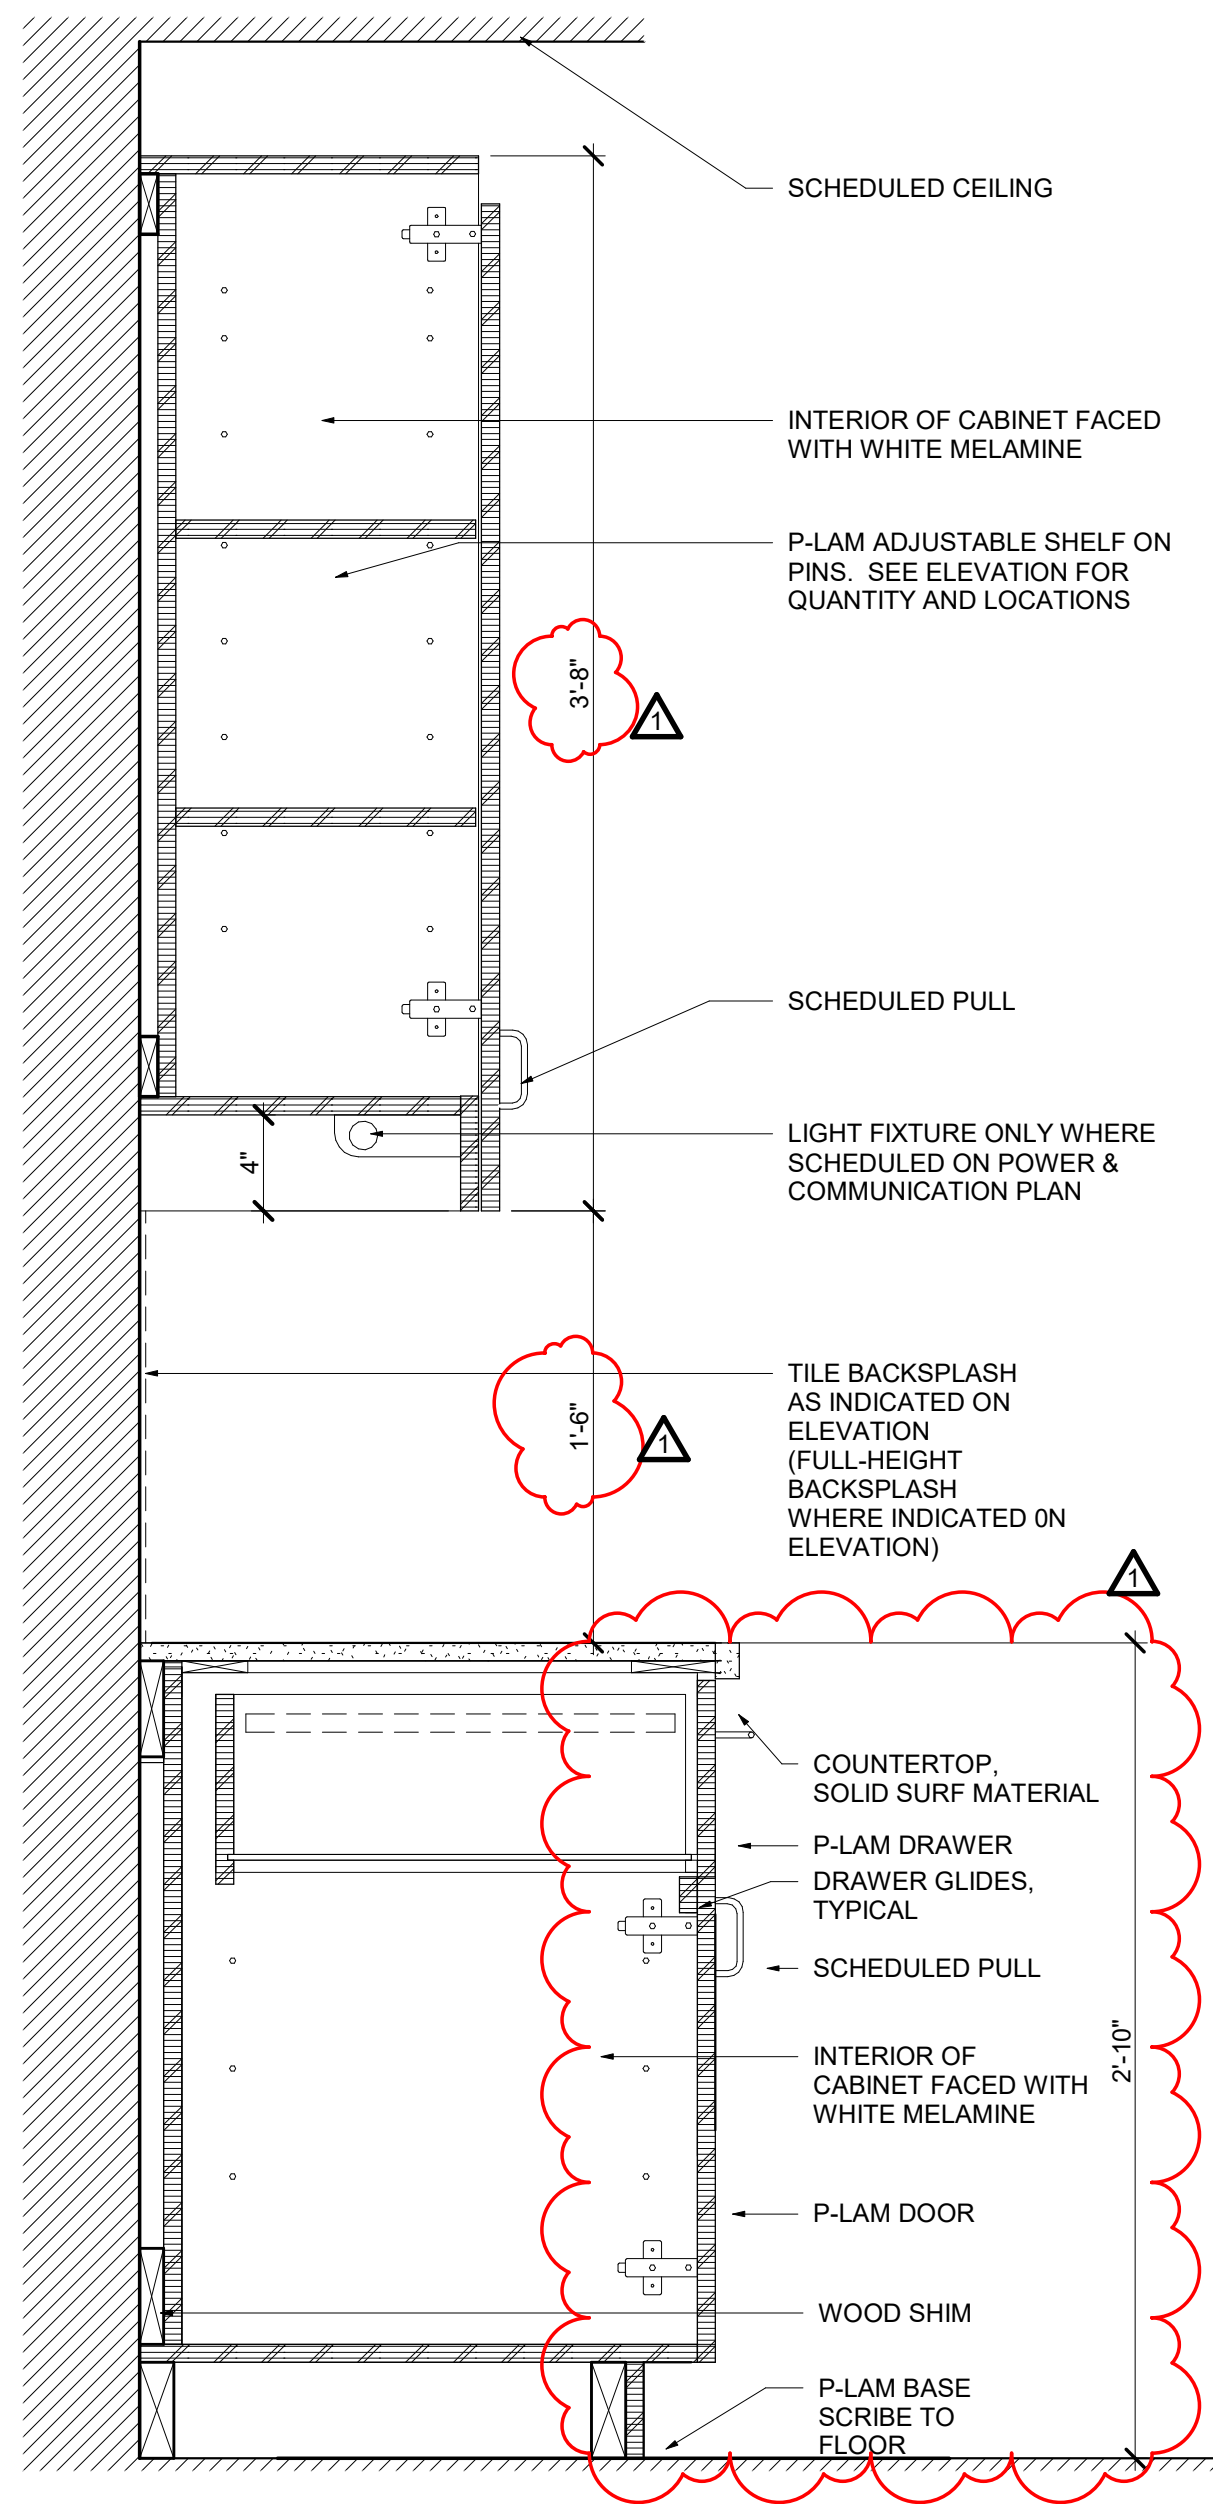 SCHEDULED CEILING
INTERIOR OF CABINET FACED
WITH WHITE MELAMINE
P-LAM ADJUSTABLE SHELF ON
PINS.  SEE ELEVATION FOR
QUANTITY AND LOCATIONS
3'-8"
1
SCHEDULED PULL
LIGHT FIXTURE ONLY WHERE
SCHEDULED ON POWER &
COMMUNICATION PLAN
4"
TILE BACKSPLASH
AS INDICATED ON
ELEVATION
(FULL-HEIGHT
BACKSPLASH
WHERE INDICATED 0N
ELEVATION)
1'-6"
1
1
COUNTERTOP,
SOLID SURF MATERIAL
P-LAM DRAWER
DRAWER GLIDES,
TYPICAL
SCHEDULED PULL
INTERIOR OF
CABINET FACED WITH
WHITE MELAMINE
2'-10"
P-LAM DOOR
WOOD SHIM
P-LAM BASE
SCRIBE TO
FLOOR